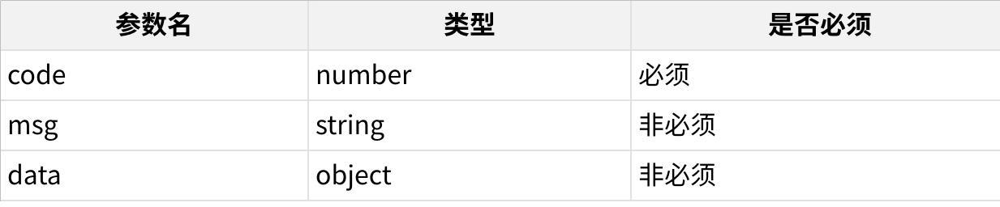 参数名 类型 是否必须
code number 必须
msg string 非必须
data object 非必须